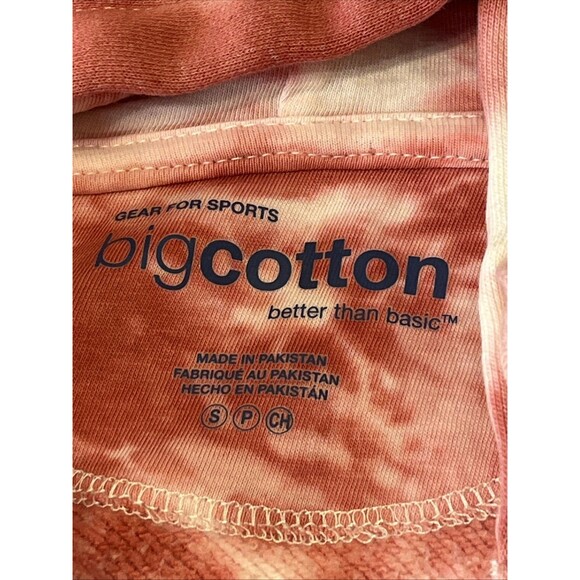 GEAR FOR SPORTS
bigcotton
better than basic™
MADE IN PAKISTAN
FABRIQUÉ AU PAKISTAN
HECHO EN PAKISTÁN
S P CH